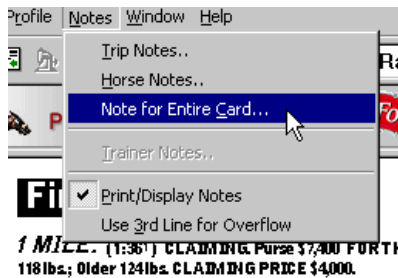 Profile Notes Window Help
Trip Notes..
Horse Notes..
Note for Entire Card...
Trainer Notes..
Print/Display Notes
Use 3rd Line for Overflow
1 MILE. (1:36¹) CLAIMING. Purse $7,400 FOR TH
118 lbs.; Older 124 lbs. CLAIMING PRICE $4,000.